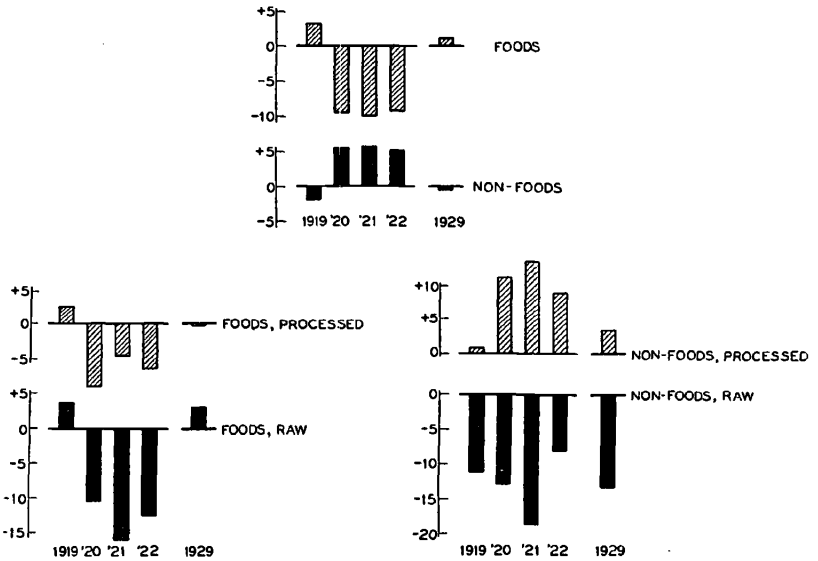 +5
0
-5
-10
FOODS
+5
0
-5
NON-FOODS
1919 '20 '21 '22 1929
+5
0
-5
FOODS, PROCESSED
+5
0
-5
-10
-15
FOODS, RAW
1919 '20 '21 '22 1929
+10
+5
0
NON-FOODS, PROCESSED
0
-5
-10
-15
-20
NON-FOODS, RAW
1919 '20 '21 '22 1929